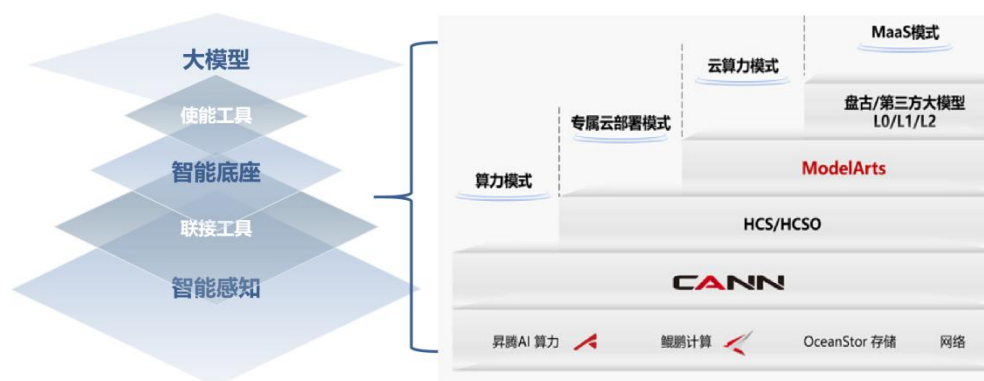 大模型
使能工具
智能底座
联接工具
智能感知
MaaS模式
云算力模式
盘古/第三方大模型
L0/L1/L2
专属云部署模式
ModelArts
算力模式
HCS/HCSO
CANN
昇腾AI 算力 鲲鹏计算 OceanStor 存储 网络